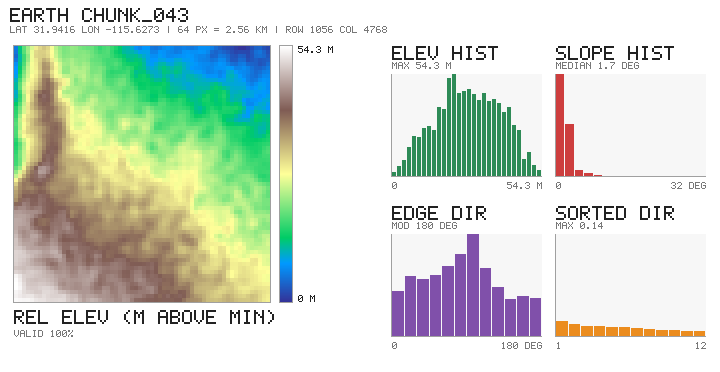 EARTH CHUNK_043
LAT 31.9416 LON -115.6273 | 64 PX = 2.56 KM | ROW 1056 COL 4768
54.3 M
0 M
REL ELEV (M ABOVE MIN)
VALID 100%
ELEV HIST
MAX 54.3 M
0 54.3 M
SLOPE HIST
MEDIAN 1.7 DEG
0 32 DEG
EDGE DIR
MOD 180 DEG
0 180 DEG
SORTED DIR
MAX 0.14
1 12